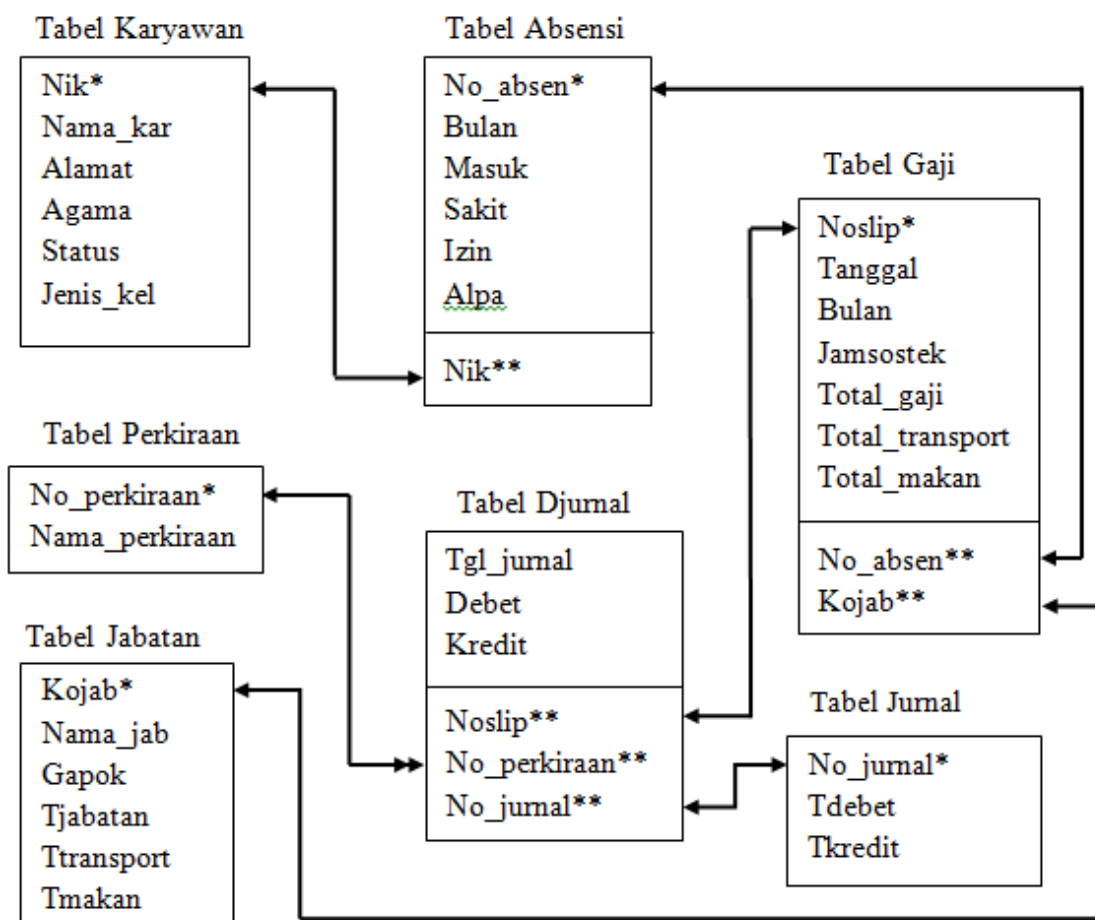 Tabel Karyawan
Nik*
Nama_kar
Alamat
Agama
Status
Jenis_kel
Tabel Absensi
No_absen*
Bulan
Masuk
Sakit
Izin
Alpa
Nik**
Tabel Gaji
Noslip*
Tanggal
Bulan
Jamsostek
Total_gaji
Total_transport
Total_makan
No_absen**
Kojab**
Tabel Perkiraan
No_perkiraan*
Nama_perkiraan
Tabel Djurnal
Tgl_jurnal
Debet
Kredit
Noslip**
No_perkiraan**
No_jurnal**
Tabel Jabatan
Kojab*
Nama_jab
Gapok
Tjabatan
Ttransport
Tmakan
Tabel Jurnal
No_jurnal*
Tdebet
Tkredit